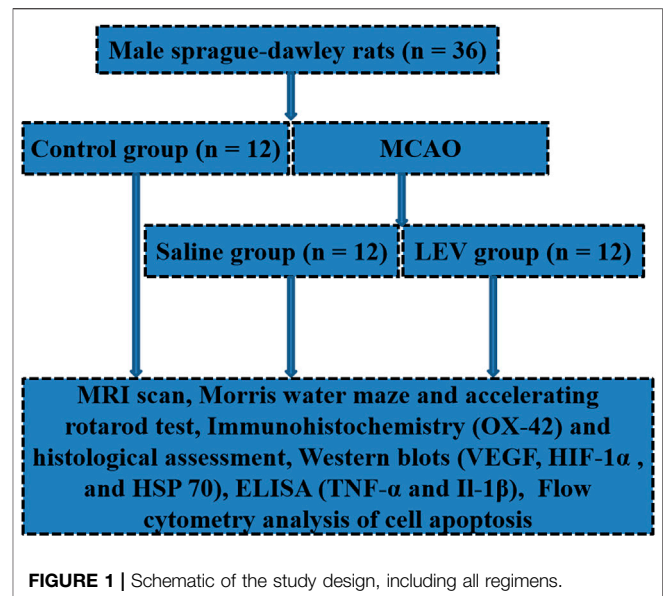 Male sprague-dawley rats (n = 36)
Control group (n = 12)
MCAO
Saline group (n = 12)
LEV group (n = 12)
MRI scan, Morris water maze and accelerating
rotarod test, Immunohistochemistry (OX-42) and
histological assessment, Western blots (VEGF, HIF-1α ,
and HSP 70), ELISA (TNF-α and Il-1β), Flow
cytometry analysis of cell apoptosis
FIGURE 1 | Schematic of the study design, including all regimens.